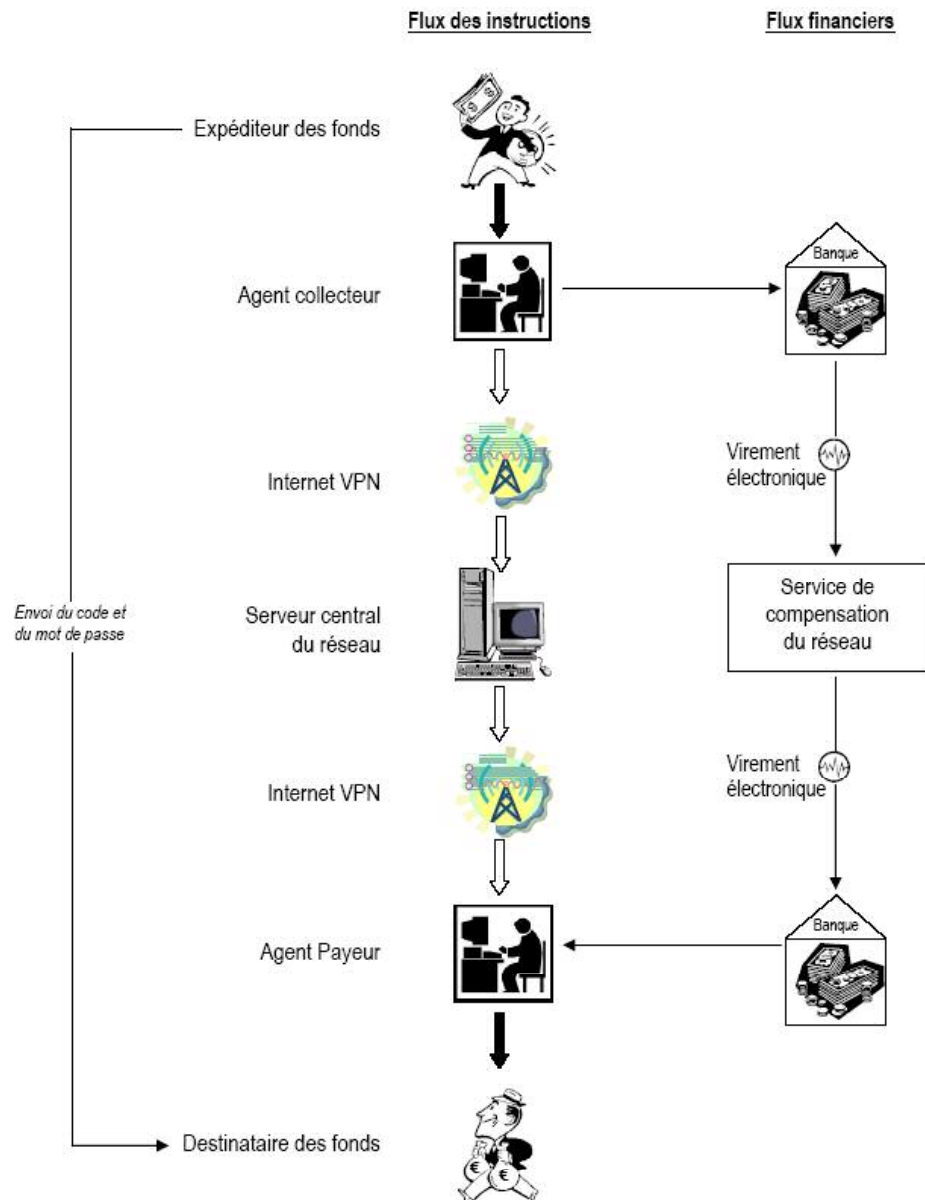 Flux des instructions
Flux financiers
Expéditeur des fonds
Banque
Agent collecteur
Internet VPN
Virement
électronique
Envoi du code et
du mot de passe
Serveur central
du réseau
Service de
compensation
du réseau
Internet VPN
Virement
électronique
Banque
Agent Payeur
Destinataire des fonds
€
€